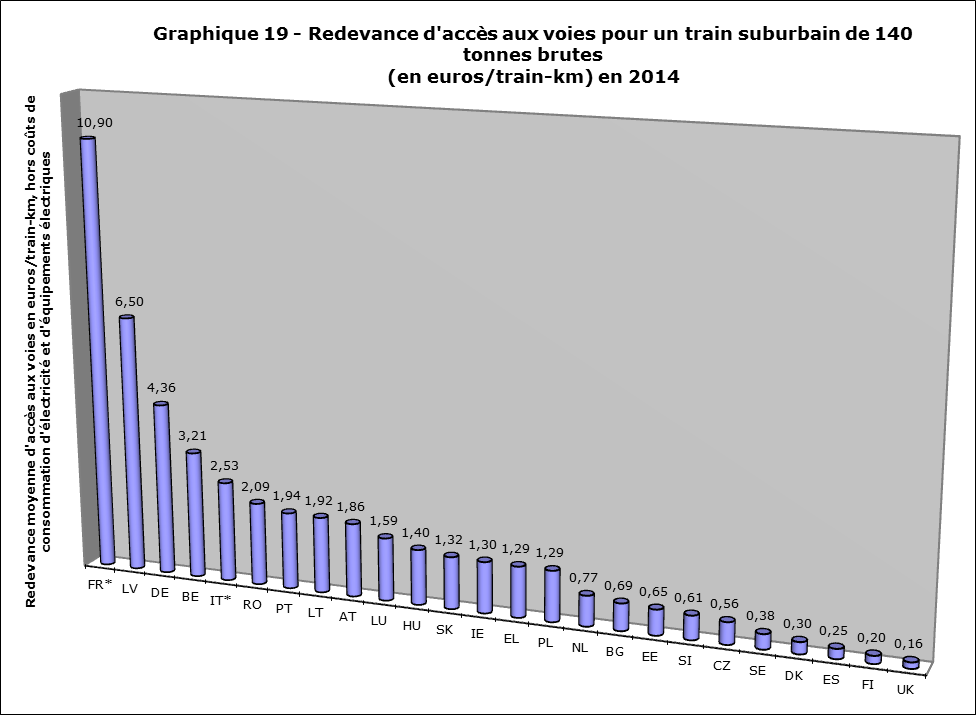 Graphique 19 - Redevance d'accès aux voies pour un train suburbain de 140
tonnes brutes
(en euros/train-km) en 2014
Redevance moyenne d'accès aux voies en euros/train-km, hors coûts de
consommation d'électricité et d'équipements électriques
10,90
6,50
4,36
3,21
2,53
2,09
1,94
1,92
1,86
1,59
1,40
1,32
1,30
1,29
1,29
0,77
0,69
0,65
0,61
0,56
0,38
0,30
0,25
0,20
0,16
FR*
LV
DE
BE
IT*
RO
PT
LT
AT
LU
HU
SK
IE
EL
PL
NL
BG
EE
SI
CZ
SE
DK
ES
FI
UK